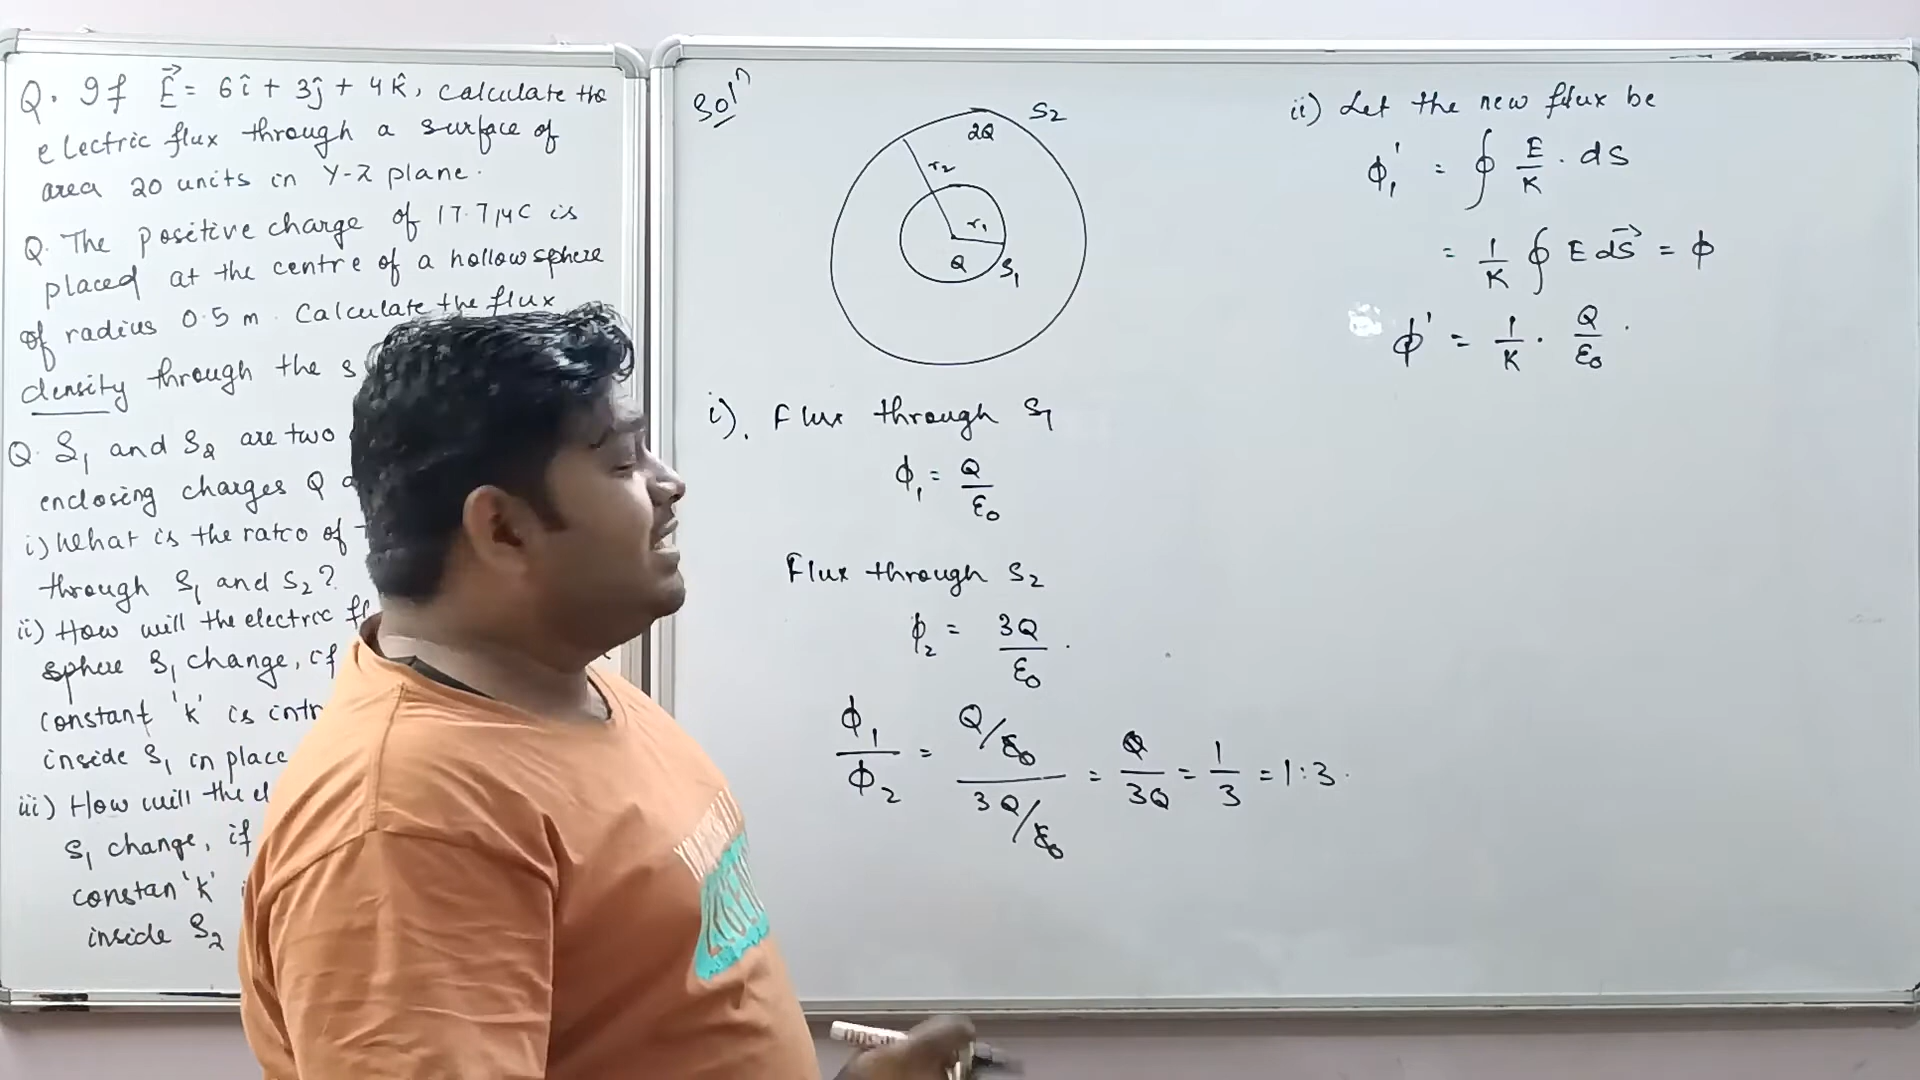 Q. If E⃗ = 6î + 3ĵ + 4k̂, calculate the
electric flux through a surface of
area 20 units in Y-Z plane.
Q. The positive charge of 17.7 μC is
placed at the centre of a hollow sphere
of radius 0.5 m. Calculate the flux
density through the s
Q. S₁ and S₂ are two
enclosing charges Q
i) What is the ratio of
through S₁ and S₂?
ii) How will the electric fl
sphere S₁ change, if
constant 'k' is intr
inside S₁ in place
iii) How will the el
S₁ change, if
constan 'k'
inside S₂
Solⁿ
S2
2Q
r₂
r₁
Q
S₁
i). Flux through S₁
ϕ₁ = Q/ε₀
Flux through S₂
ϕ₂ = 3Q/ε₀.
ϕ₁/ϕ₂ = (Q/ε₀)/(3Q/ε₀) = Q/3Q = 1/3 = 1:3.
ii) Let the new flux be
ϕ₁' = ∮ E/K . ds
= 1/K ∮ E ds⃗ = ϕ
ϕ' = 1/K . Q/ε₀ .